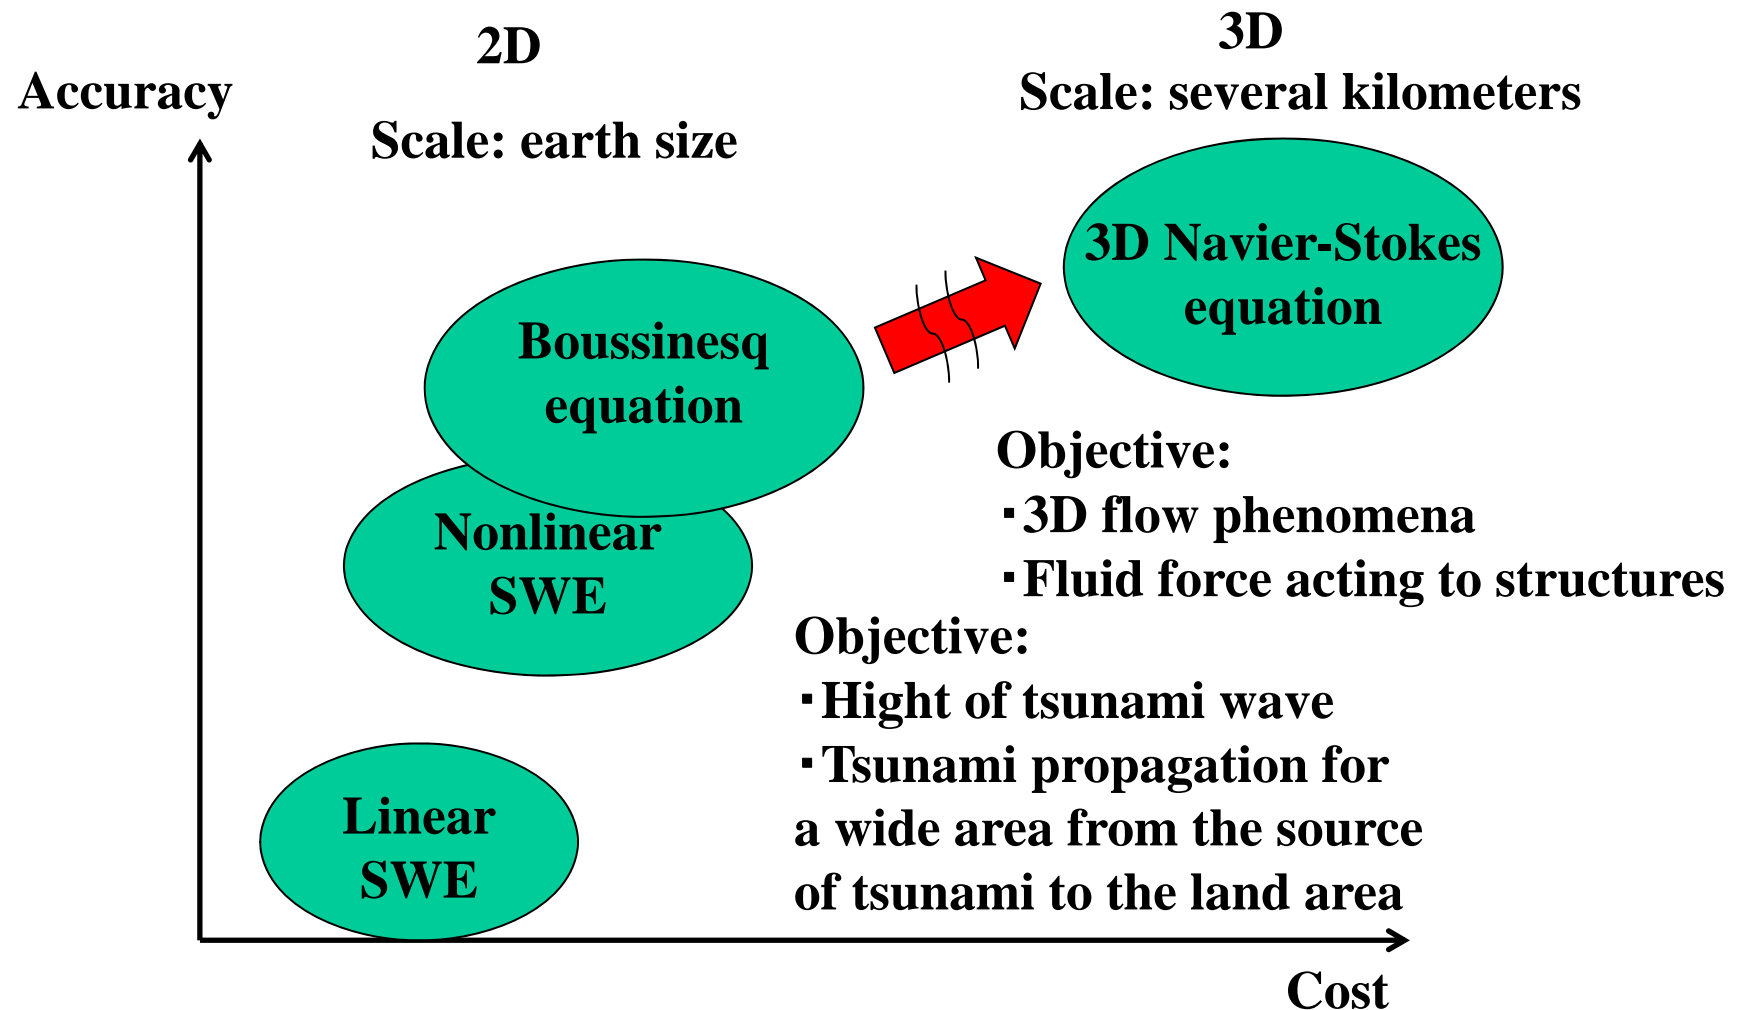 2D
Scale: earth size
3D
Scale: several kilometers
Accuracy
3D Navier-Stokes
equation
Boussinesq
equation
Nonlinear
SWE
Linear
SWE
Objective:
・3D flow phenomena
・Fluid force acting to structures
Objective:
・Hight of tsunami wave
・Tsunami propagation for
a wide area from the source
of tsunami to the land area
Cost